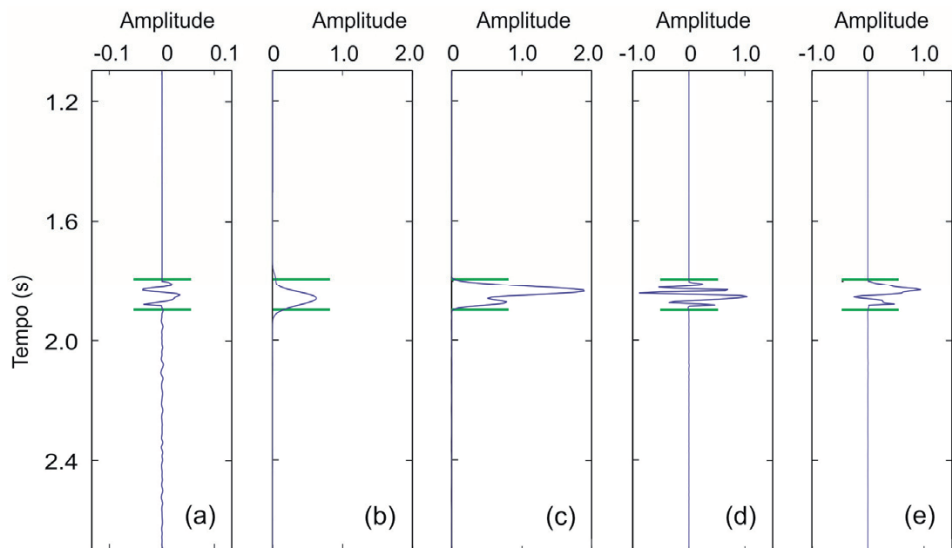 Amplitude Amplitude Amplitude Amplitude Amplitude
-0.1 0 0.1 0 1.0 2.0 0 1.0 2.0 -1.0 0 1.0 -1.0 0 1.0
1.2
1.6
2.0
2.4
Tempo (s)
(a) (b) (c) (d) (e)